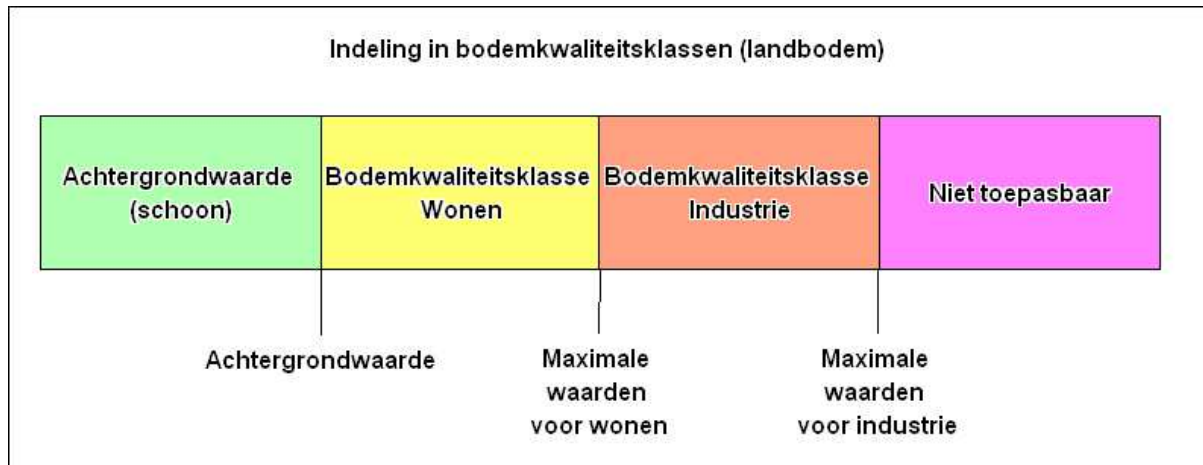 Indeling in bodemkwaliteitsklassen (landbodem)
Achtergrondwaarde
(schoon)
Bodemkwaliteitsklasse
Wonen
Bodemkwaliteitsklasse
Industrie
Niet toepasbaar
Achtergrondwaarde
Maximale
waarden
voor wonen
Maximale
waarden
voor industrie